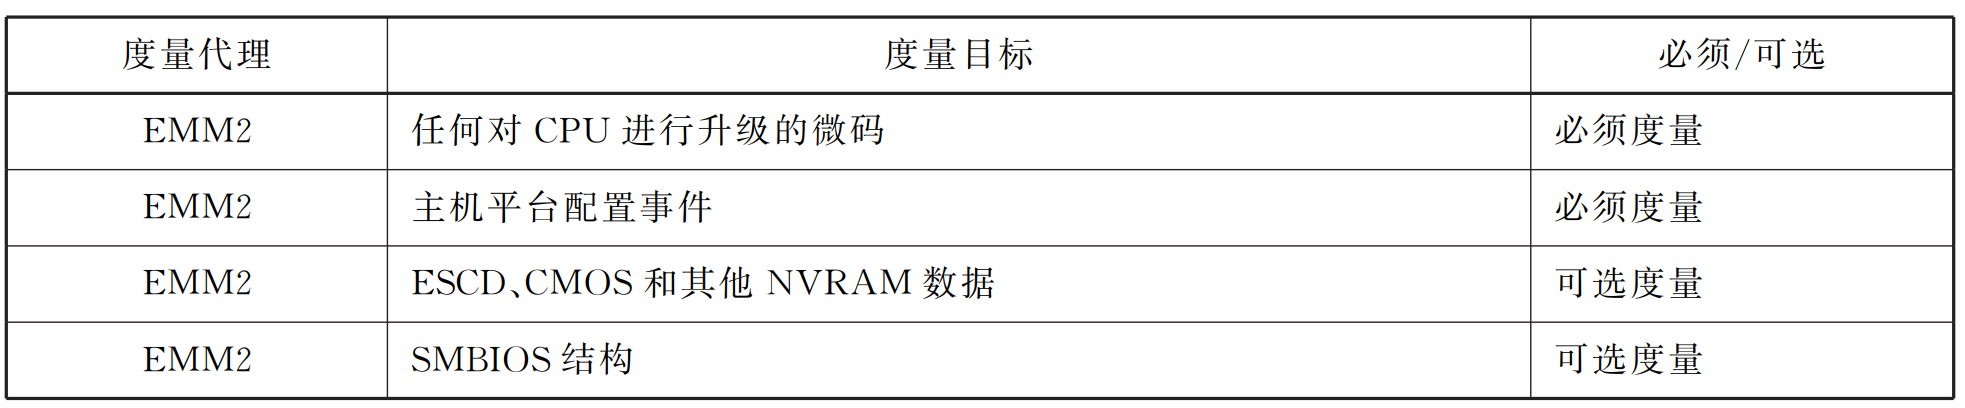 度量代理 度量目标 必须/可选
EMM2 任何对 CPU 进行升级的微码 必须度量
EMM2 主机平台配置事件 必须度量
EMM2 ESCD、CMOS 和其他 NVRAM 数据 可选度量
EMM2 SMBIOS 结构 可选度量